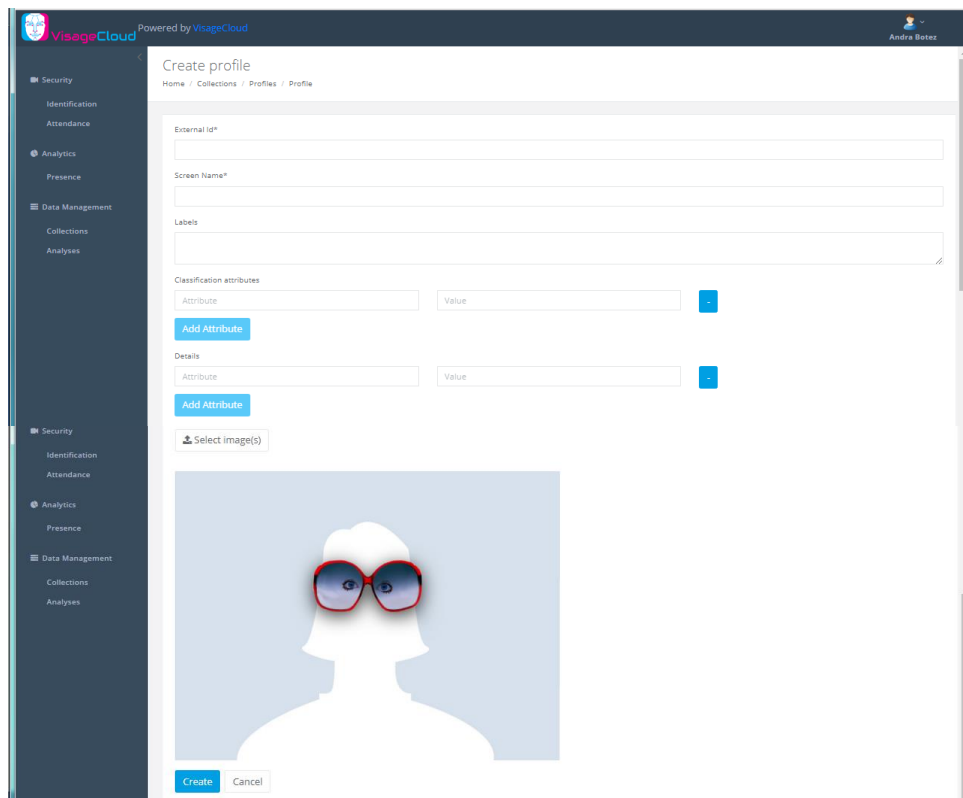 VisageCloud Powered by VisageCloud
Andra Botez
Security
Identification
Attendance
Analytics
Presence
Data Management
Collections
Analyses
Create profile
Home / Collections / Profiles / Profile
External Id*
Screen Name*
Labels
Classification attributes
Attribute Value -
Add Attribute
Details
Attribute Value -
Add Attribute
Security
Identification
Attendance
Analytics
Presence
Data Management
Collections
Analyses
Select image(s)
Create Cancel